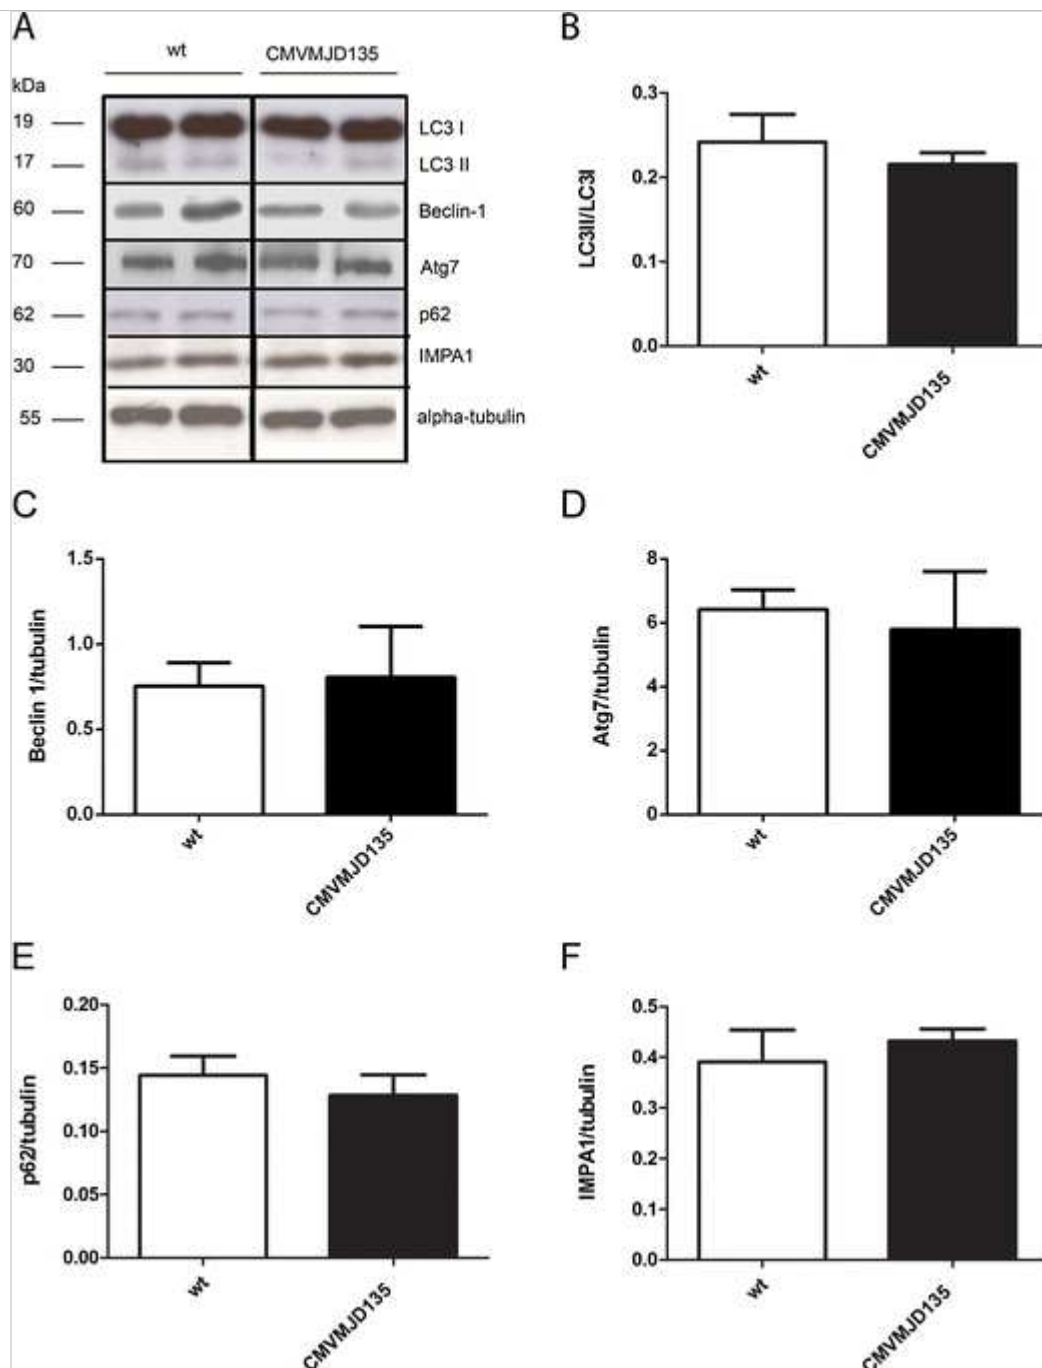 A
wt
CMVMJD135
kDa
19
LC3 I
17
LC3 II
60
Beclin-1
70
Atg7
62
p62
30
IMPA1
55
alpha-tubulin
B
LC3II/LC3I
0.3
0.2
0.1
0.0
wt
CMVMJD135
C
Beclin 1/tubulin
1.5
1.0
0.5
0.0
wt
CMVMJD135
D
Atg7/tubulin
8
6
4
2
0
wt
CMVMJD135
E
p62/tubulin
0.20
0.15
0.10
0.05
0.00
wt
CMVMJD135
F
IMPA1/tubulin
0.5
0.4
0.3
0.2
0.1
0.0
wt
CMVMJD135